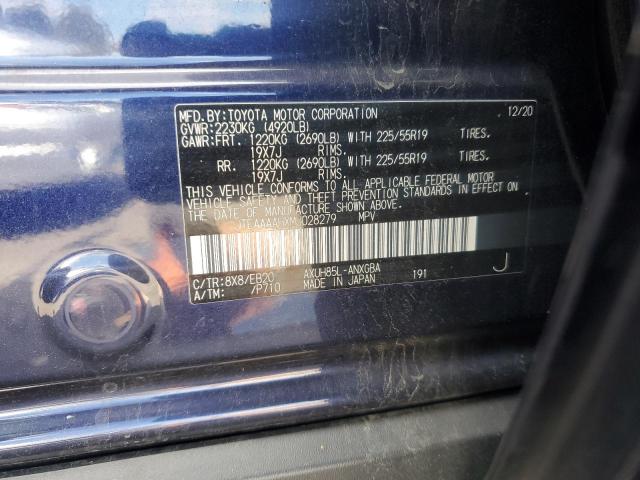 MFD.BY:TOYOTA MOTOR CORPORATION 12/20
GVWR:2230KG (4920LB)
GAWR:FRT. 1220KG (2690LB) WITH 225/55R19 TIRES.
19X7J RIMS.
RR. 1220KG (2690LB) WITH 225/55R19 TIRES.
19X7J RIMS.
THIS VEHICLE CONFORMS TO ALL APPLICABLE FEDERAL MOTOR
VEHICLE SAFETY AND THEFT PREVENTION STANDARDS IN EFFECT ON
THE DATE OF MANUFACTURE SHOWN ABOVE.
MPV
C/TR:8X8/EB20 AXUH85L-ANXGBA
A/TM: /P710 MADE IN JAPAN 191 J